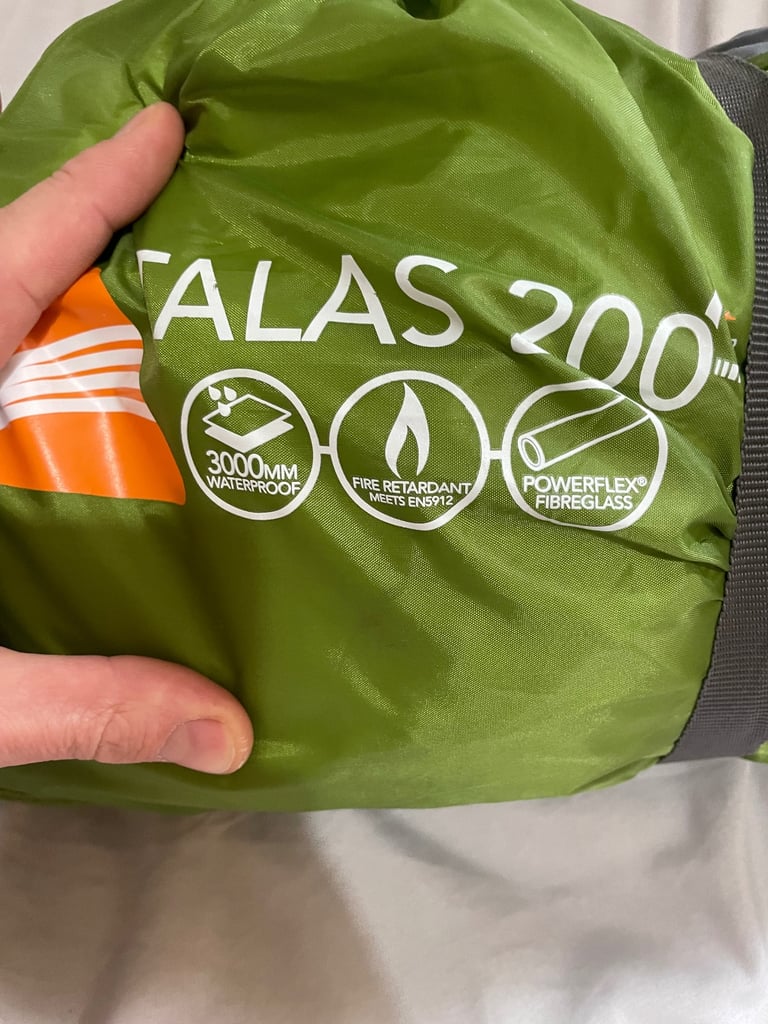 TALAS 200
3000MM
WATERPROOF
FIRE RETARDANT
MEETS EN5912
POWERFLEX®
FIBREGLASS